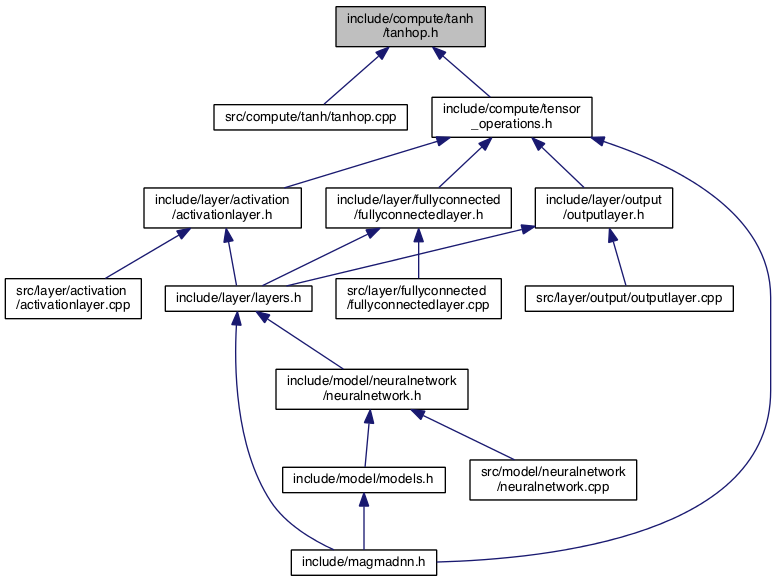 include/compute/tanh
/tanhop.h
src/compute/tanh/tanhop.cpp
include/compute/tensor
_operations.h
include/layer/activation
/activationlayer.h
include/layer/fullyconnected
/fullyconnectedlayer.h
include/layer/output
/outputlayer.h
src/layer/activation
/activationlayer.cpp
include/layer/layers.h
src/layer/fullyconnected
/fullyconnectedlayer.cpp
src/layer/output/outputlayer.cpp
include/model/neuralnetwork
/neuralnetwork.h
include/model/models.h
src/model/neuralnetwork
/neuralnetwork.cpp
include/magmadnn.h